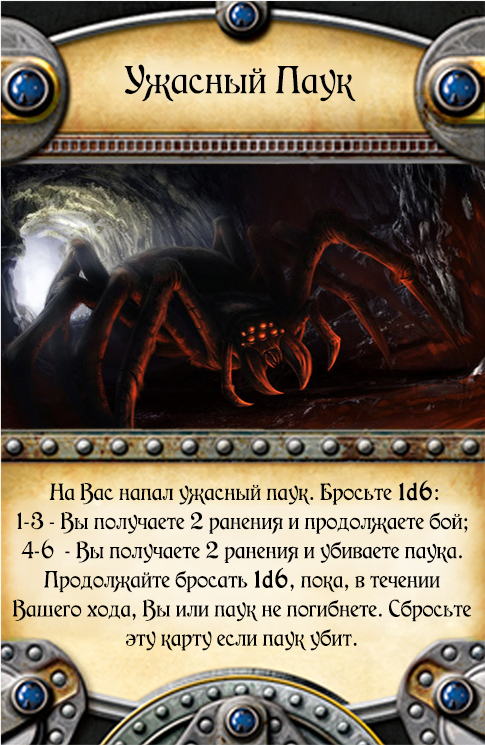 Ужасный Паук
На Вас напал ужасный паук. Бросьте 1d6:
1-3 - Вы получаете 2 ранения и продолжаете бой;
4-6 - Вы получаете 2 ранения и убиваете паука.
Продолжайте бросать 1d6, пока, в течении
Вашего хода, Вы или паук не погибнете. Сбросьте
эту карту если паук убит.